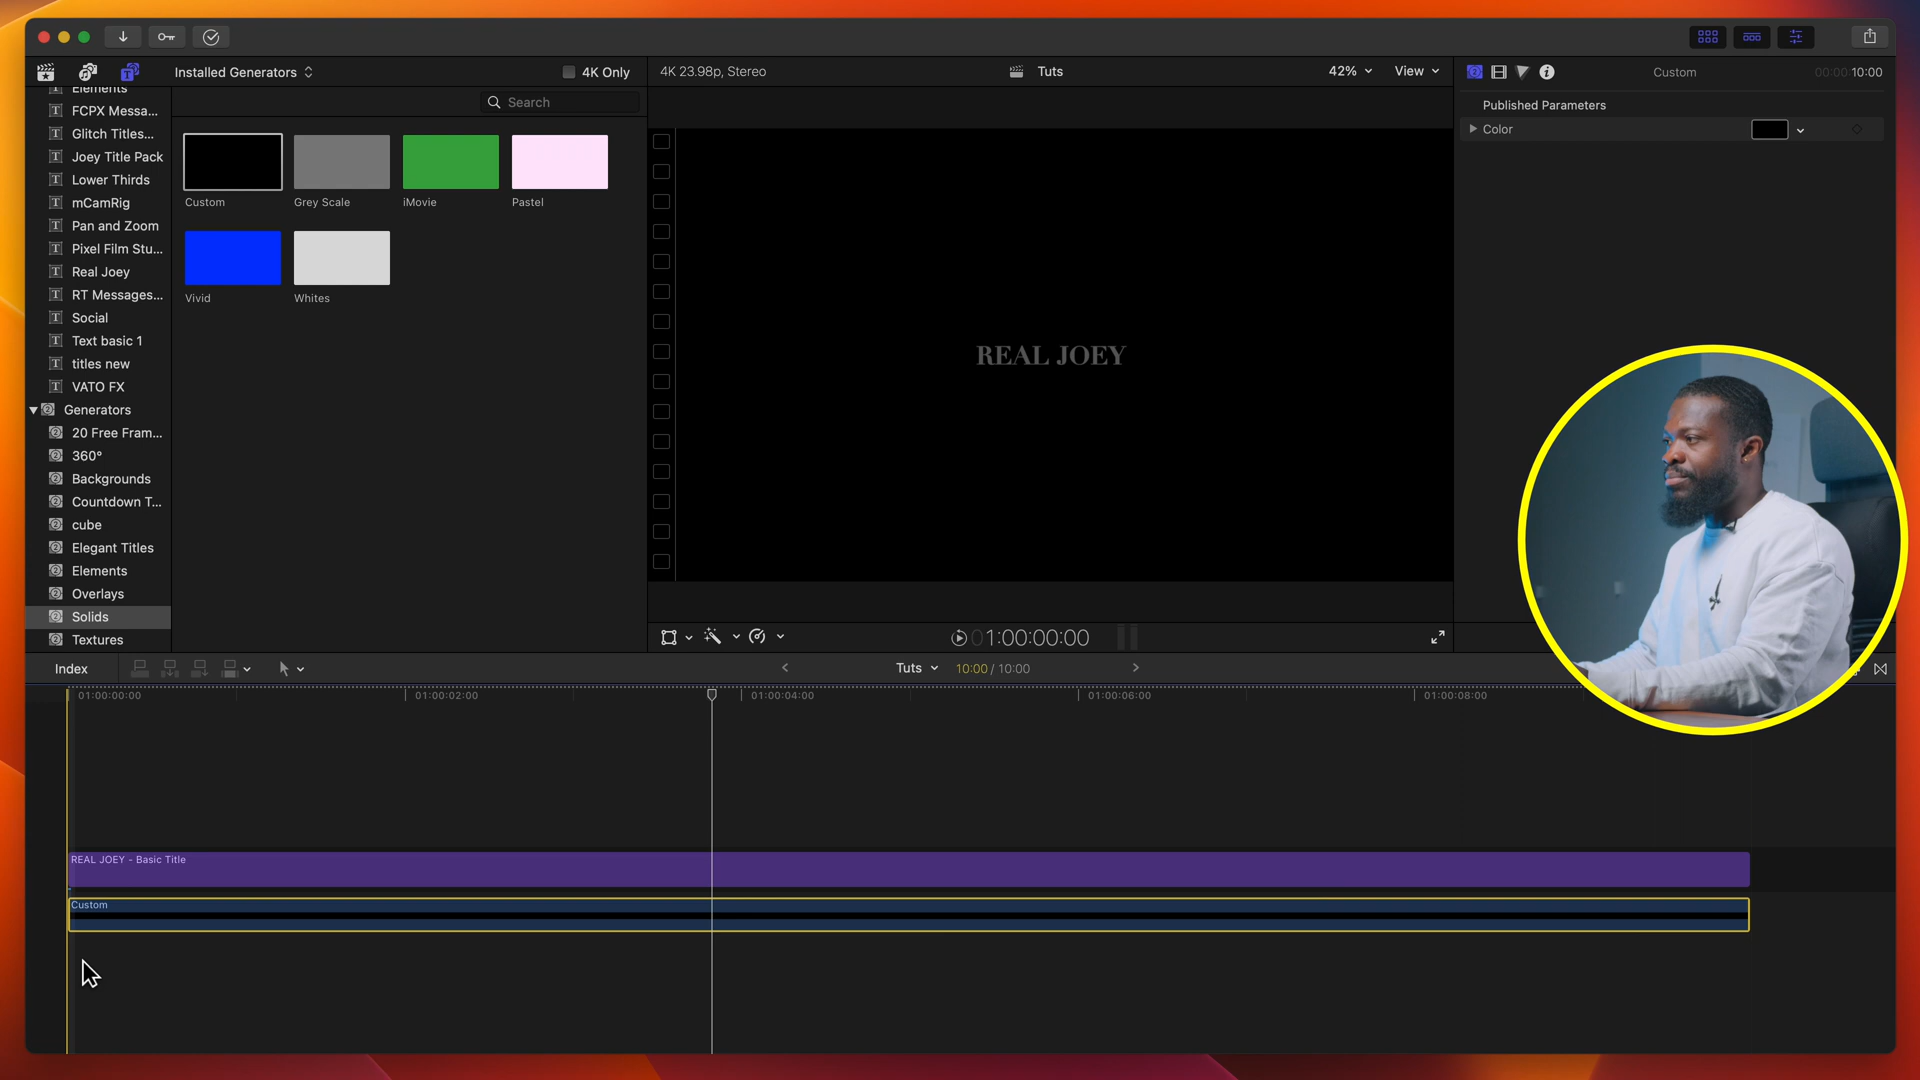 Installed Generators
4K Only
4K 23.98p, Stereo
Tuts
42%
View
Custom
00:00:10:00
Search
Elements
FCPX Messa...
Glitch Titles...
Joey Title Pack
Lower Thirds
mCamRig
Pan and Zoom
Pixel Film Stu...
Real Joey
RT Messages...
Social
Text basic 1
titles new
VATO FX
Generators
20 Free Fram...
360°
Backgrounds
Countdown T...
cube
Elegant Titles
Elements
Overlays
Solids
Textures
Custom
Grey Scale
iMovie
Pastel
Vivid
Whites
REAL JOEY
Published Parameters
Color
01:00:00:00
Index
Tuts
10:00 / 10:00
01:00:00:00
01:00:02:00
01:00:04:00
01:00:06:00
01:00:08:00
REAL JOEY - Basic Title
Custom